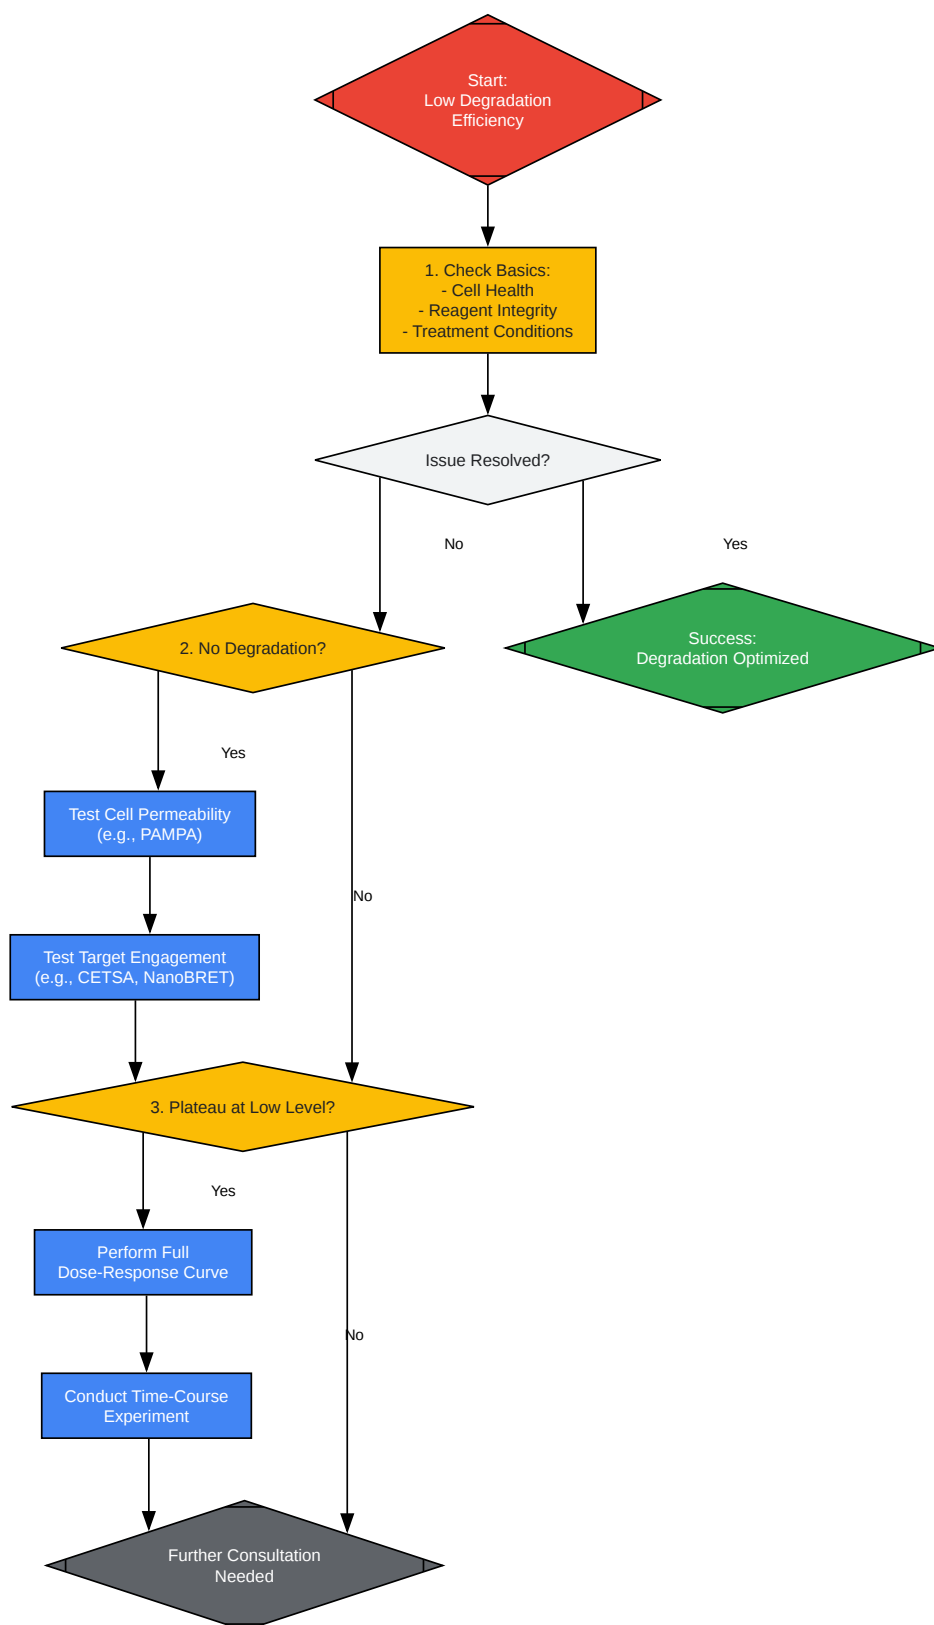 Start:
Low Degradation
Efficiency
1. Check Basics:
- Cell Health
- Reagent Integrity
- Treatment Conditions
Issue Resolved?
No
Yes
2. No Degradation?
Success:
Degradation Optimized
Yes
Test Cell Permeability
(e.g., PAMPA)
No
Test Target Engagement
(e.g., CETSA, NanoBRET)
3. Plateau at Low Level?
Yes
Perform Full
Dose-Response Curve
No
Conduct Time-Course
Experiment
Further Consultation
Needed